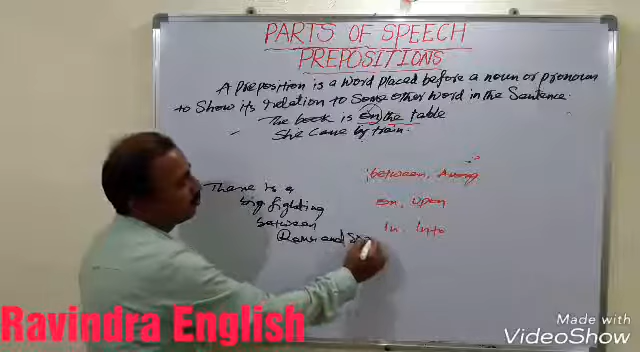 PARTS OF SPEECH
PREPOSITIONS
A Preposition is a word placed before a noun or pronoun
to show its relation to some other word in the sentence.
The book is on the table
She came by train.
between, Among
on, upon
in, into
There is a
big fighting
between
and
Ravindra English
Made with
VideoShow